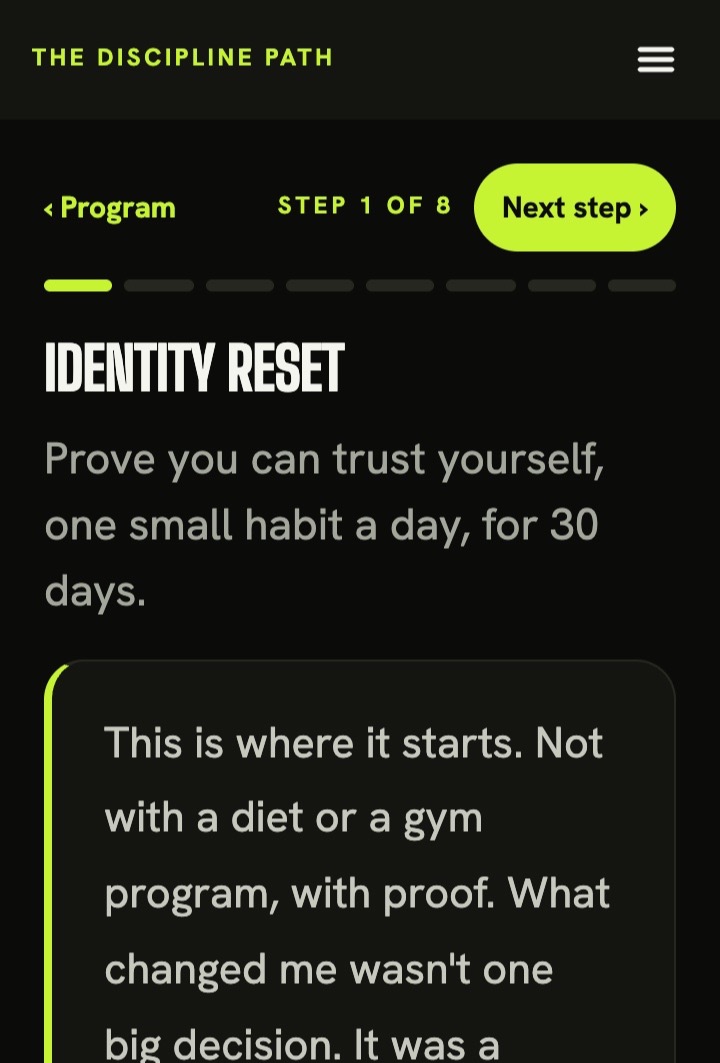 THE DISCIPLINE PATH
‹ Program
STEP 1 OF 8
Next step ›
IDENTITY RESET
Prove you can trust yourself,
one small habit a day, for 30
days.
This is where it starts. Not
with a diet or a gym
program, with proof. What
changed me wasn't one
big decision. It was a